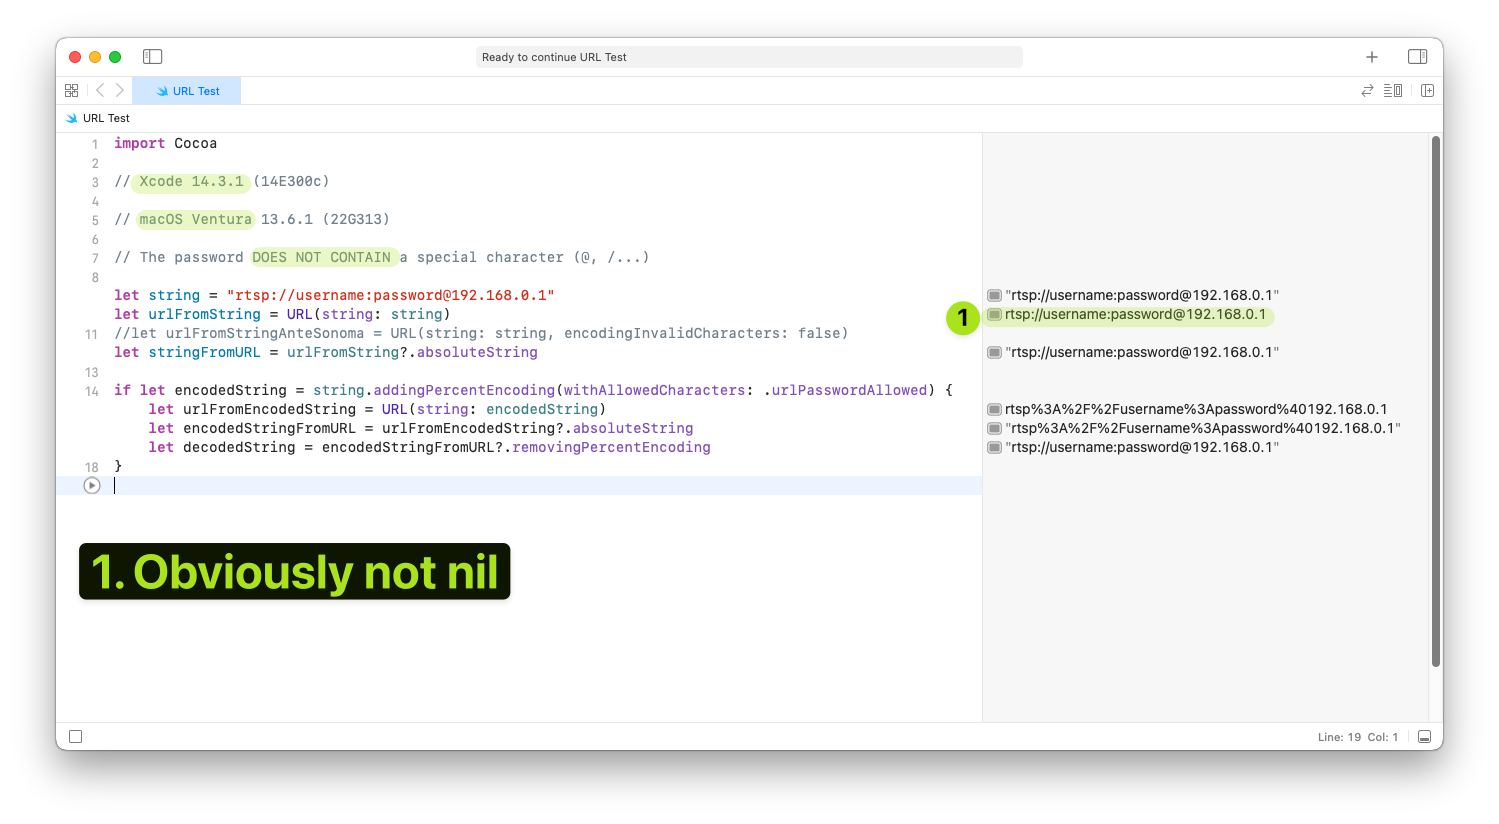 Ready to continue URL Test
URL Test
URL Test
1 import Cocoa
2
3 // Xcode 14.3.1 (14E300c)
4
5 // macOS Ventura 13.6.1 (22G313)
6
7 // The password DOES NOT CONTAIN a special character (@, /...)
8
let string = "rtsp://username:password@192.168.0.1" "rtsp://username:password@192.168.0.1"
let urlFromString = URL(string: string) 1 rtsp://username:password@192.168.0.1
11 //let urlFromStringAnteSonoma = URL(string: string, encodingInvalidCharacters: false)
let stringFromURL = urlFromString?.absoluteString "rtsp://username:password@192.168.0.1"
13
14 if let encodedString = string.addingPercentEncoding(withAllowedCharacters: .urlPasswordAllowed) {
let urlFromEncodedString = URL(string: encodedString) rtsp%3A%2F%2Fusername%3Apassword%40192.168.0.1
let encodedStringFromURL = urlFromEncodedString?.absoluteString "rtsp%3A%2F%2Fusername%3Apassword%40192.168.0.1"
let decodedString = encodedStringFromURL?.removingPercentEncoding "rtsp://username:password@192.168.0.1"
18 }
1. Obviously not nil
Line: 19 Col: 1